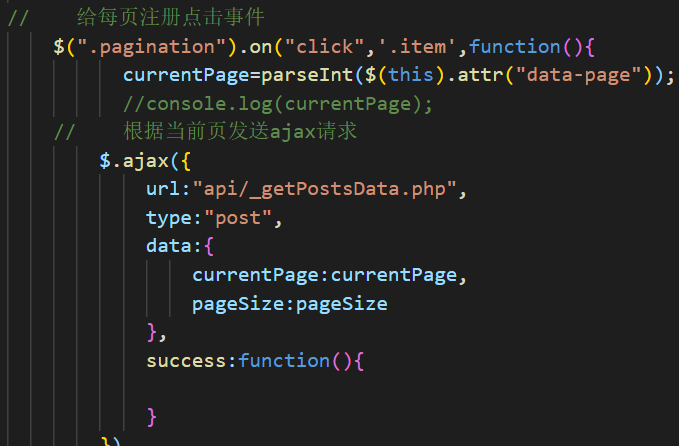 //    给每页注册点击事件
$(".pagination").on("click",'.item',function(){
currentPage=parseInt($(this).attr("data-page"));
//console.log(currentPage);
//    根据当前页发送ajax请求
$.ajax({
url:"api/_getPostsData.php",
type:"post",
data:{
currentPage:currentPage,
pageSize:pageSize
},
success:function(){
}
})